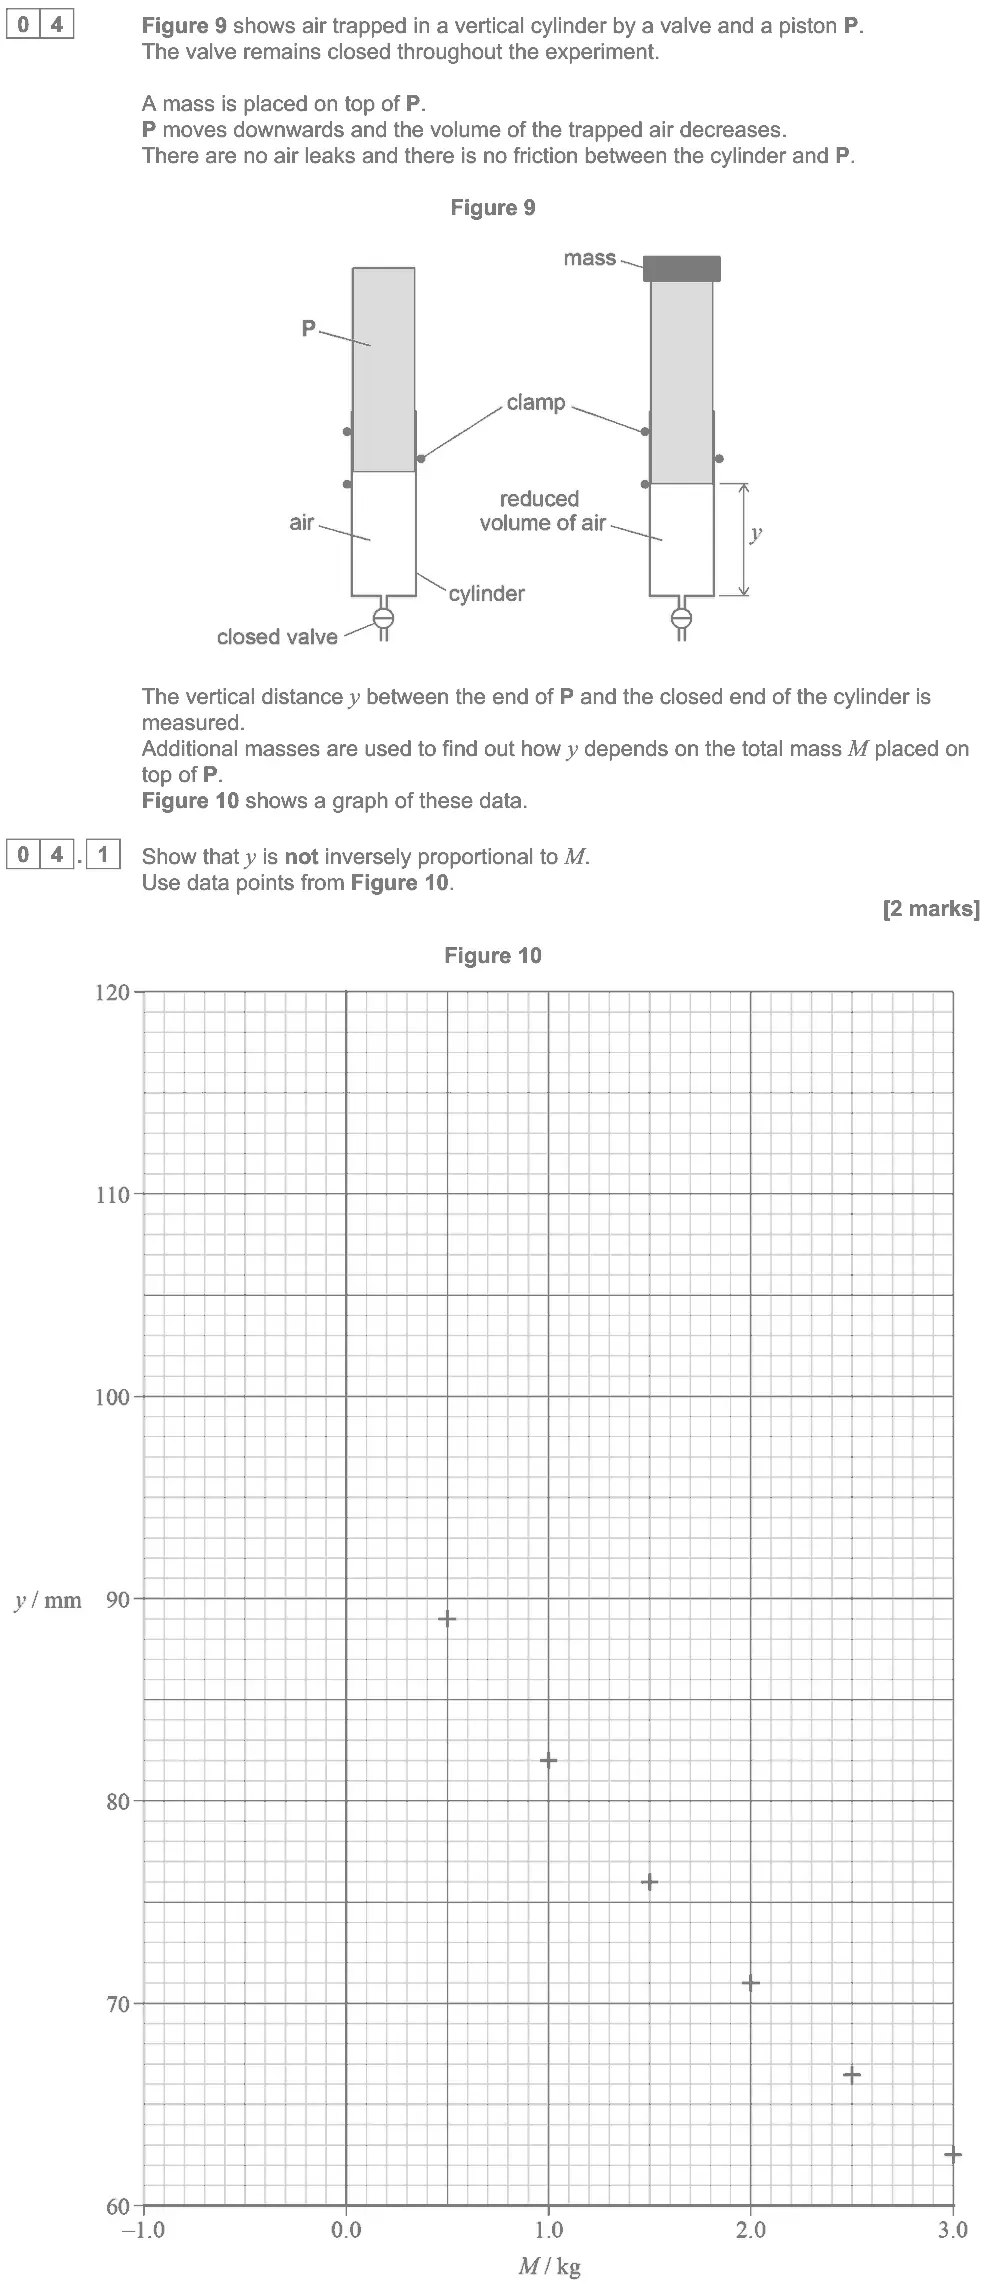 0 4 Figure 9 shows air trapped in a vertical cylinder by a valve and a piston P.
The valve remains closed throughout the experiment.
A mass is placed on top of P.
P moves downwards and the volume of the trapped air decreases.
There are no air leaks and there is no friction between the cylinder and P.
Figure 9
mass
P
clamp
reduced
volume of air
air
y
cylinder
closed valve
The vertical distance y between the end of P and the closed end of the cylinder is
measured.
Additional masses are used to find out how y depends on the total mass M placed on
top of P.
Figure 10 shows a graph of these data.
0 4 . 1 Show that y is not inversely proportional to M.
Use data points from Figure 10.
[2 marks]
Figure 10
120
110
100
y / mm 90
80
70
60
−1.0 0.0 1.0 2.0 3.0
M / kg